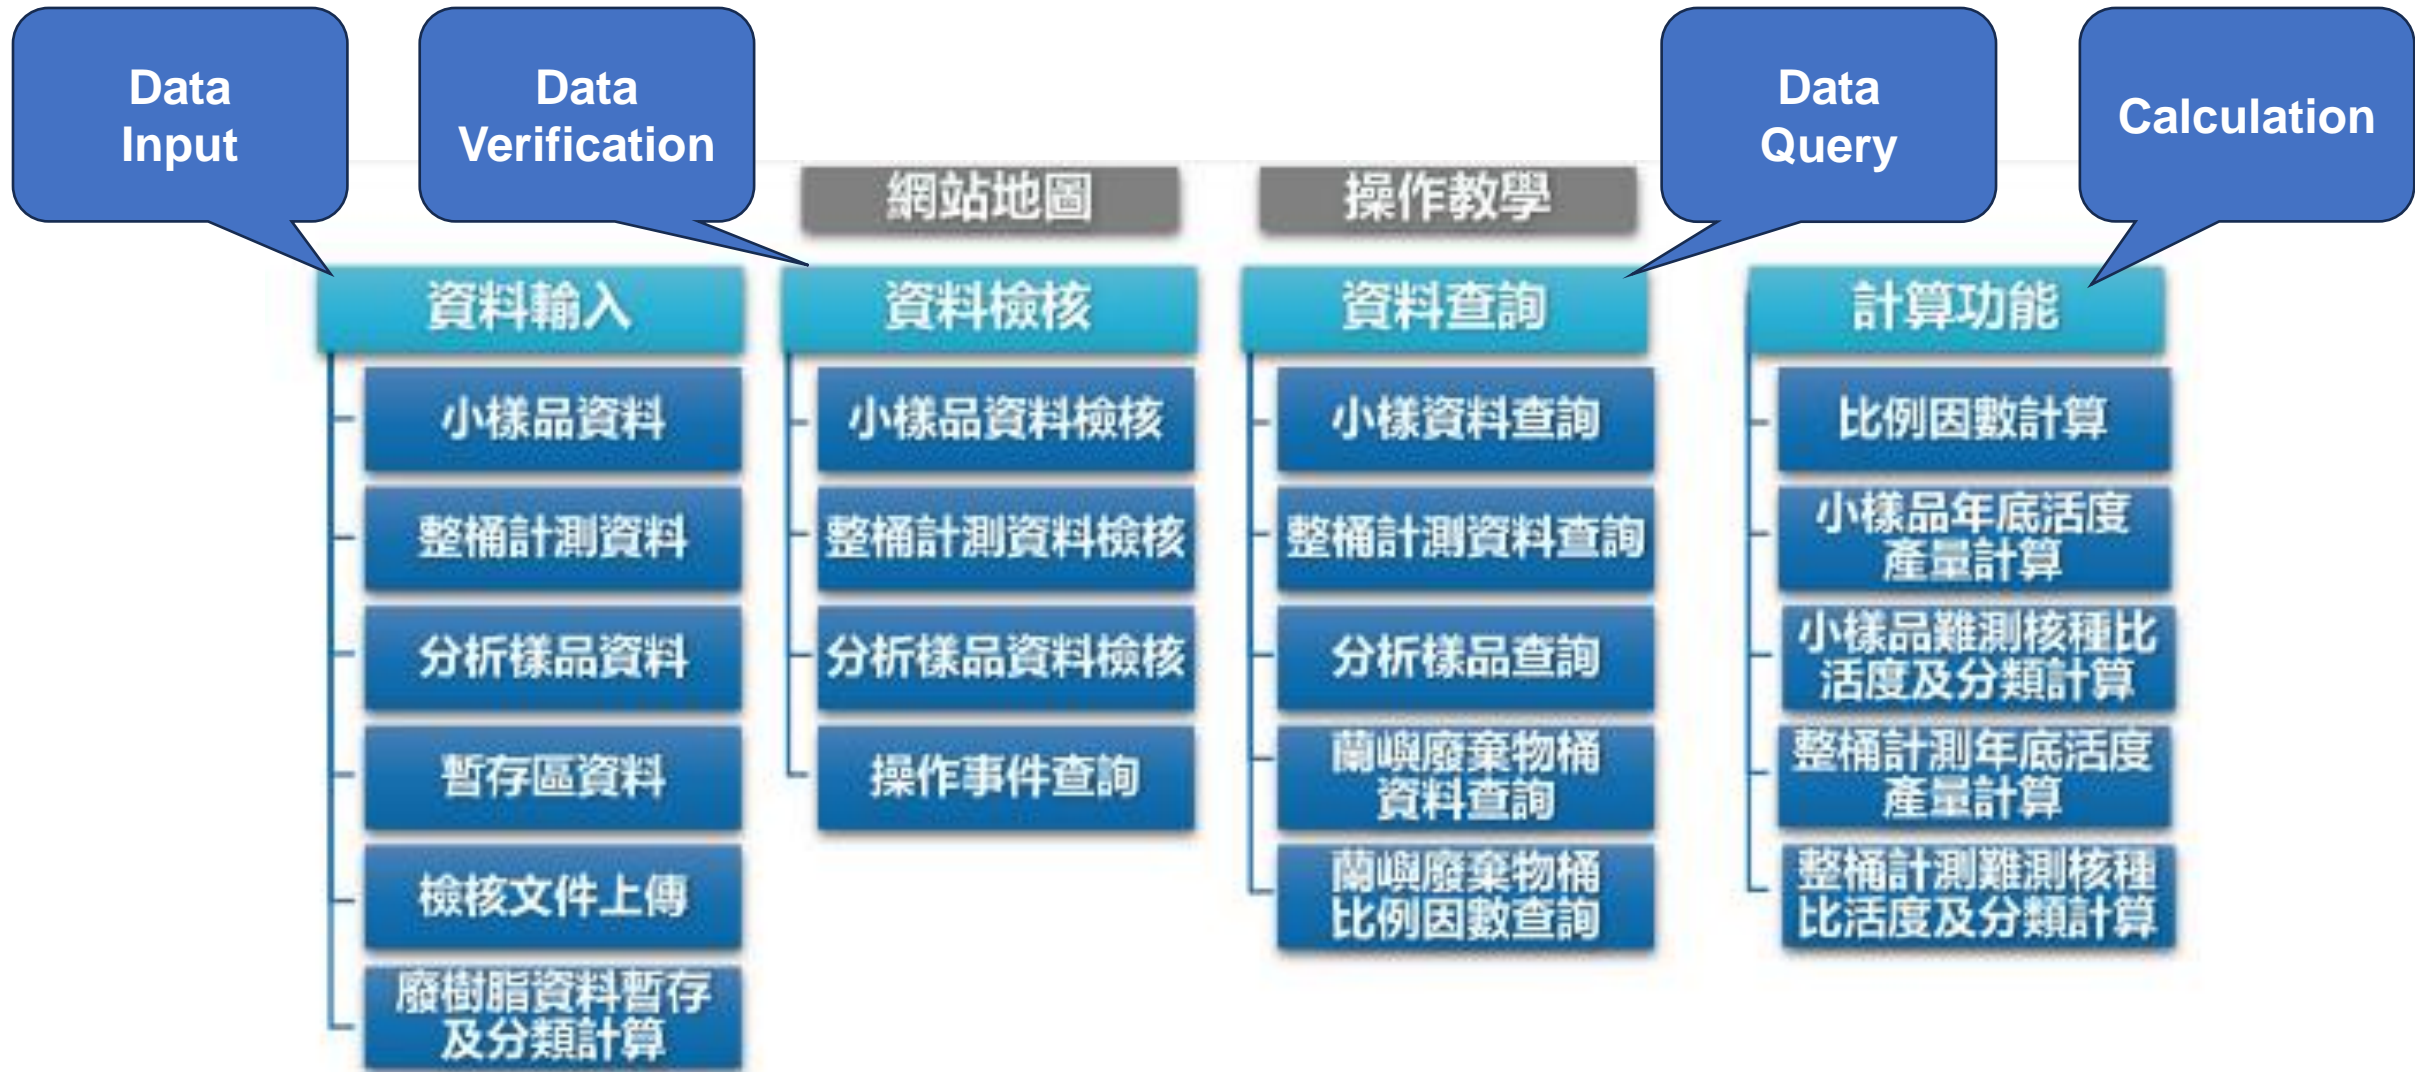 Data
Input
Data
Verification
Data
Query
Calculation
網站地圖
操作教學
資料輸入
小樣品資料
整桶計測資料
分析樣品資料
暫存區資料
檢核文件上傳
廢樹脂資料暫存
及分類計算
資料檢核
小樣品資料檢核
整桶計測資料檢核
分析樣品資料檢核
操作事件查詢
資料查詢
小樣資料查詢
整桶計測資料查詢
分析樣品查詢
蘭嶼廢棄物桶
資料查詢
蘭嶼廢棄物桶
比例因數查詢
計算功能
比例因數計算
小樣品年底活度
產量計算
小樣品難測核種比
活度及分類計算
整桶計測年底活度
產量計算
整桶計測難測核種
比活度及分類計算